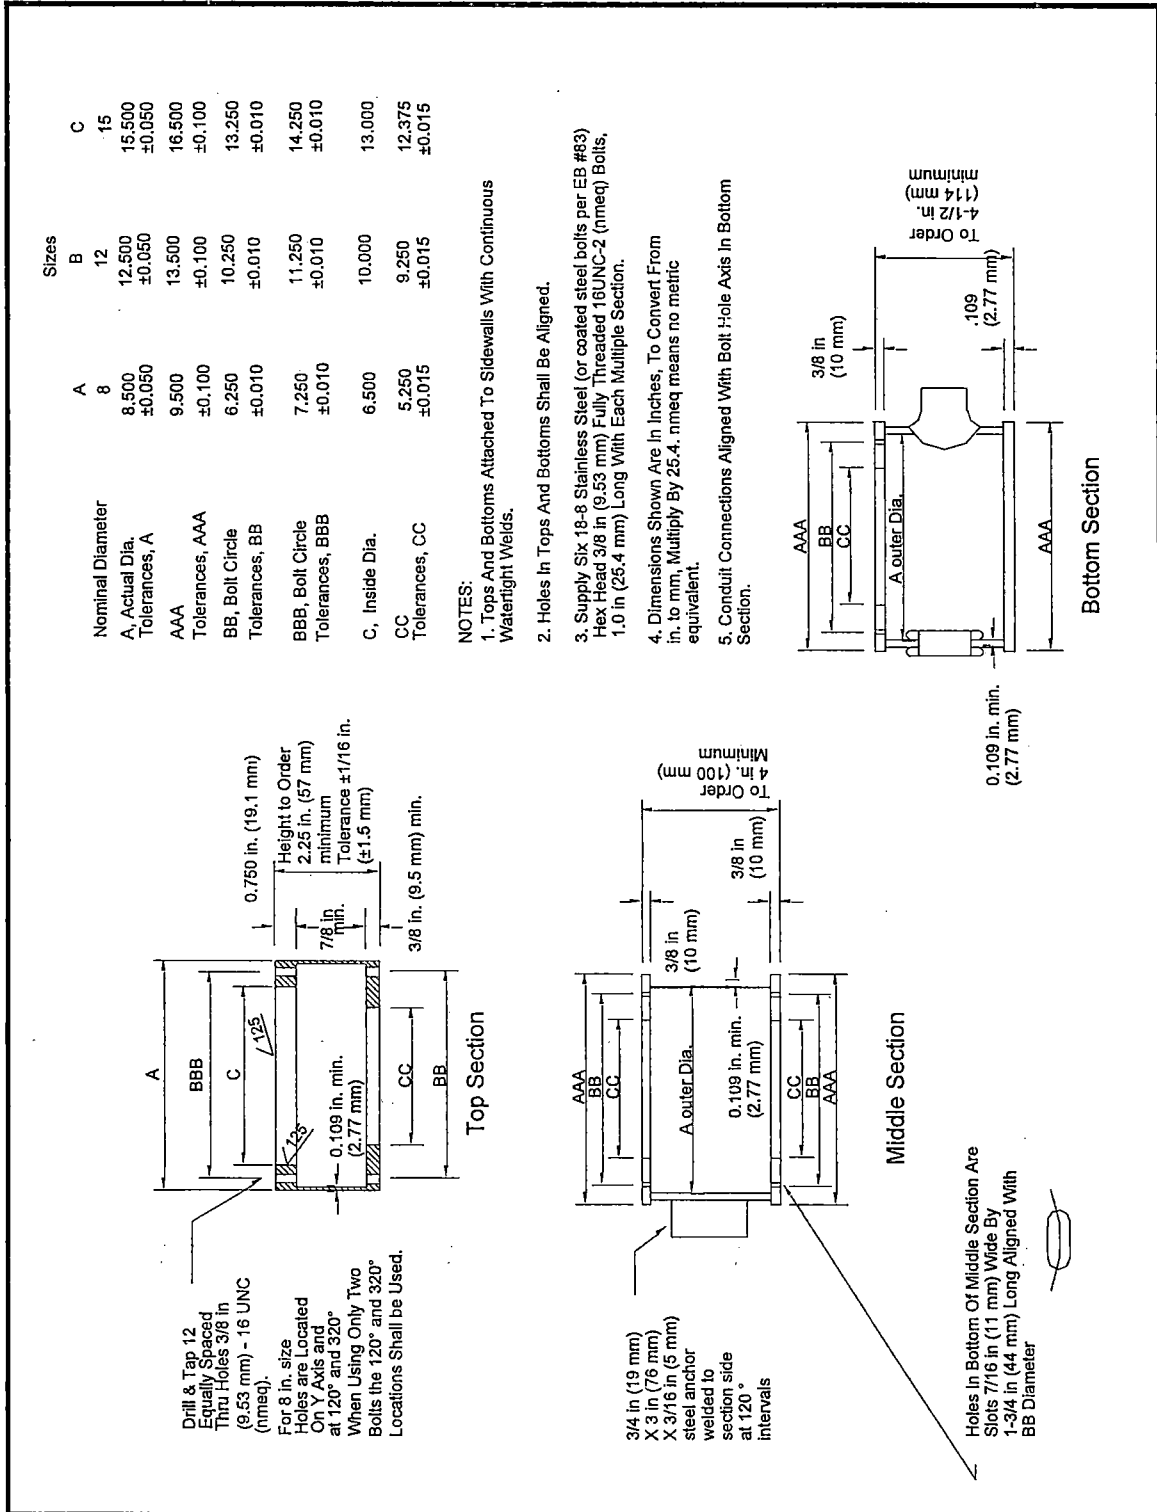 Drill & Tap 12
Equally Spaced
Thru Holes 3/8 in
(9.53 mm) - 16 UNC
(nmeq).
For 8 in. size
Holes are Located
On Y Axis and
at 120° and 320°
When Using Only Two
Bolts the 120° and 320°
Locations Shall be Used.
A
BBB
C
125
125
0.109 in. min.
(2.77 mm)
CC
BB
Top Section
0.750 in. (19.1 mm)
Height to Order
2.25 in. (57 mm)
minimum
Tolerance ±1/16 in.
(±1.5 mm)
7/8 in
min.
3/8 in. (9.5 mm) min.
Sizes
A B C
Nominal Diameter 8 12 15
A, Actual Dia. 8.500 12.500 15.500
Tolerances, A ±0.050 ±0.050 ±0.050
AAA 9.500 13.500 16.500
Tolerances, AAA ±0.100 ±0.100 ±0.100
BB, Bolt Circle 6.250 10.250 13.250
Tolerances, BB ±0.010 ±0.010 ±0.010
BBB, Bolt Circle 7.250 11.250 14.250
Tolerances, BBB ±0.010 ±0.010 ±0.010
C, Inside Dia. 6.500 10.000 13.000
CC 5.250 9.250 12.375
Tolerances, CC ±0.015 ±0.015 ±0.015
NOTES:
1. Tops And Bottoms Attached To Sidewalls With Continuous
Watertight Welds.
2. Holes In Tops And Bottoms Shall Be Aligned.
3. Supply Six 18-8 Stainless Steel (or coated steel bolts per EB #83)
Hex Head 3/8 in (9.53 mm) Fully Threaded 16UNC-2 (nmeq) Bolts,
1.0 in (25.4 mm) Long With Each Multiple Section.
4. Dimensions Shown Are In Inches, To Convert From
in. to mm, Multiply By 25.4. nmeq means no metric
equivalent.
5. Conduit Connections Aligned With Bolt Hole Axis In Bottom
Section.
3/4 in (19 mm)
X 3 in (76 mm)
X 3/16 in (5 mm)
steel anchor
welded to
section side
at 120 °
intervals
AAA
BB
CC
A outer Dia.
0.109 in. min.
(2.77 mm)
CC
BB
AAA
3/8 in
(10 mm)
3/8 in
(10 mm)
To Order
4 in. (100 mm)
Minimum
Middle Section
Holes In Bottom Of Middle Section Are
Slots 7/16 in (11 mm) Wide By
1-3/4 in (44 mm) Long Aligned With
BB Diameter
AAA
BB
CC
A outer Dia.
AAA
0.109 in. min.
(2.77 mm)
3/8 in
(10 mm)
.109
(2.77 mm)
To Order
4-1/2 in.
(114 mm)
minimum
Bottom Section